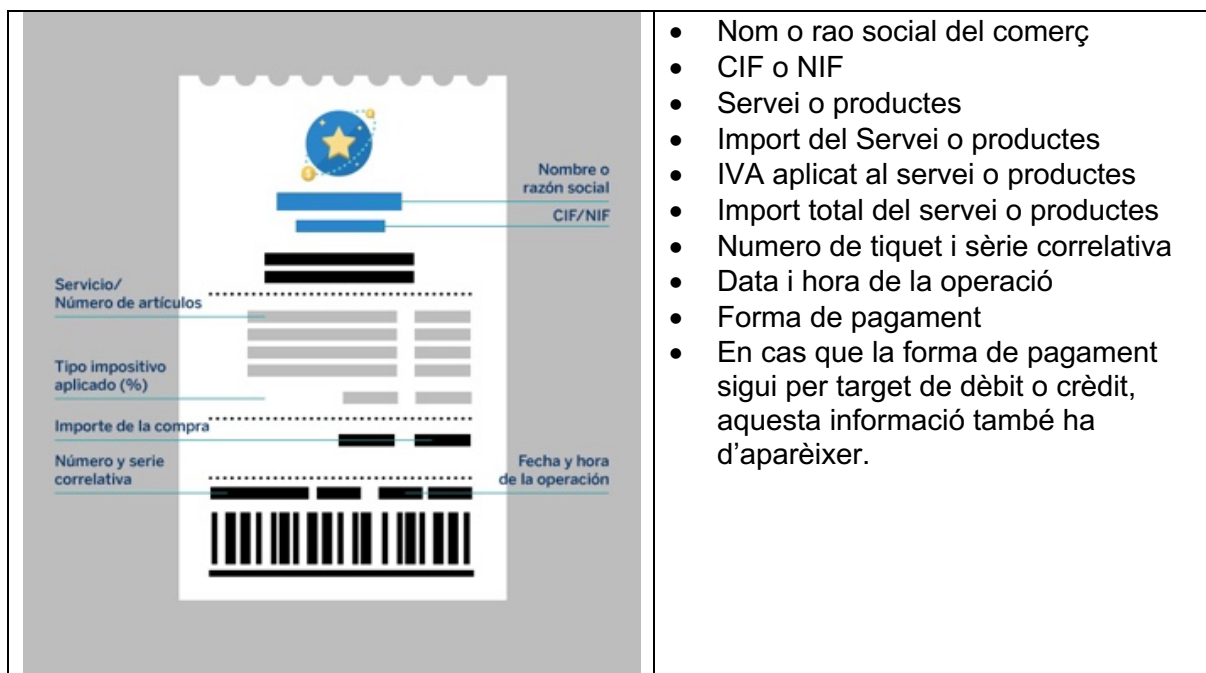 Nombre o
razón social
CIF/NIF
Servicio/
Número de artículos
Tipo impositivo
aplicado (%)
Importe de la compra
Número y serie
correlativa
Fecha y hora
de la operación
• Nom o rao social del comerç
• CIF o NIF
• Servei o productes
• Import del Servei o productes
• IVA aplicat al servei o productes
• Import total del servei o productes
• Numero de tiquet i sèrie correlativa
• Data i hora de la operació
• Forma de pagament
• En cas que la forma de pagament
sigui per target de dèbit o crèdit,
aquesta informació també ha
d’aparèixer.